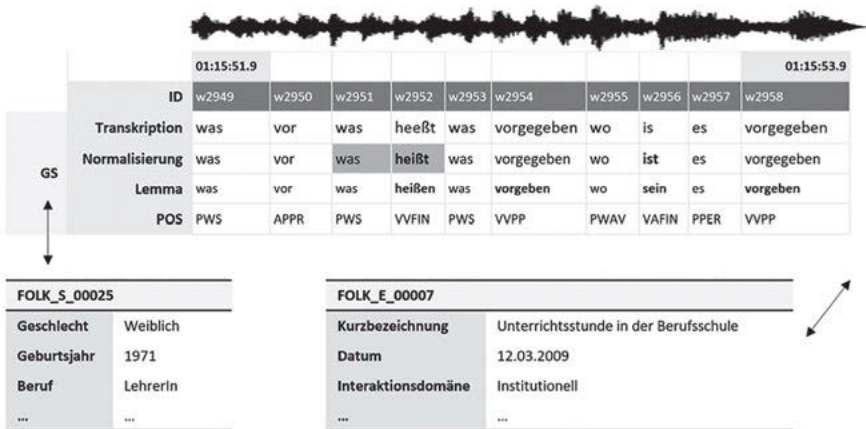 01:15:51.9 01:15:53.9
ID w2949 w2950 w2951 w2952 w2953 w2954 w2955 w2956 w2957 w2958
Transkription was vor was heeßt was vorgegeben wo is es vorgegeben
Normalisierung was vor was heißt was vorgegeben wo ist es vorgegeben
GS
Lemma was vor was heißen was vorgeben wo sein es vorgeben
POS PWS APPR PWS VVFIN PWS VVPP PWAV VAFIN PPER VVPP
FOLK_S_00025
Geschlecht Weiblich
Geburtsjahr 1971
Beruf LehrerIn
... ...
FOLK_E_00007
Kurzbezeichnung Unterrichtsstunde in der Berufsschule
Datum 12.03.2009
Interaktionsdomäne Institutionell
... ...